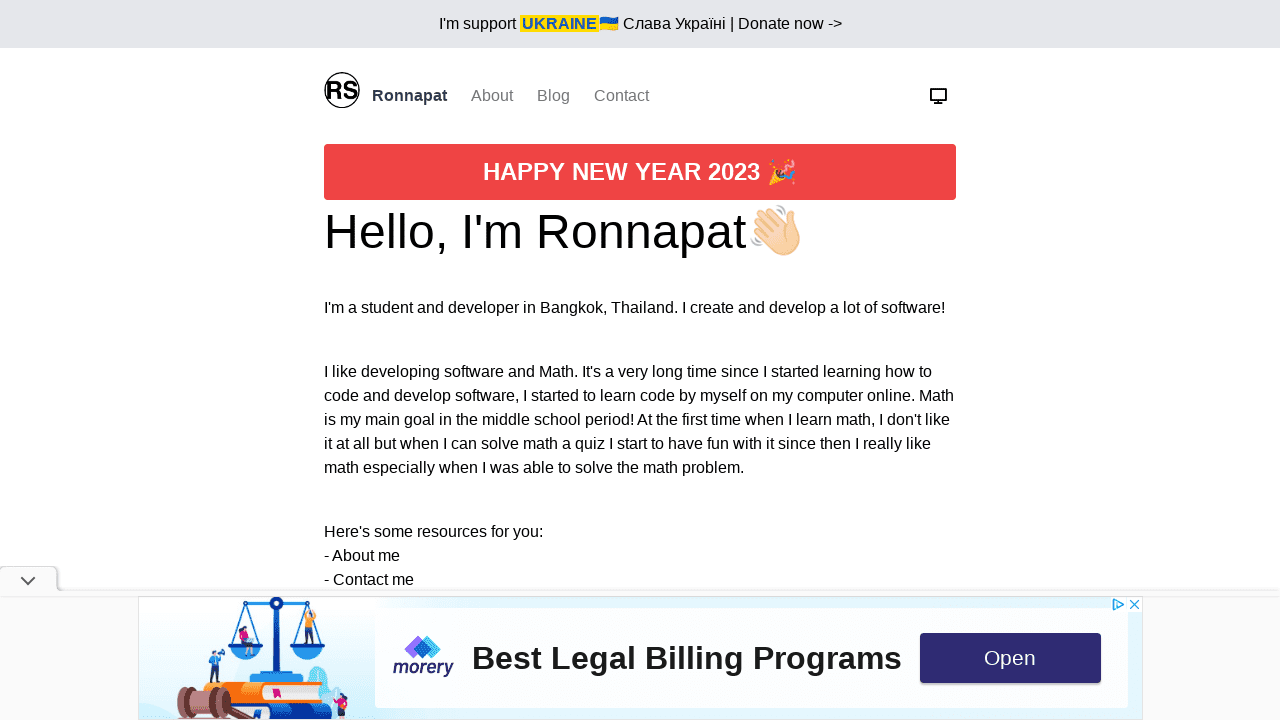 I'm support UKRAINE🇺🇦 Слава Україні | Donate now ->
RS Ronnapat About Blog Contact
HAPPY NEW YEAR 2023 🎉
Hello, I'm Ronnapat👋🏻
I'm a student and developer in Bangkok, Thailand. I create and develop a lot of software!
I like developing software and Math. It's a very long time since I started learning how to
code and develop software, I started to learn code by myself on my computer online. Math
is my main goal in the middle school period! At the first time when I learn math, I don't like
it at all but when I can solve math a quiz I start to have fun with it since then I really like
math especially when I was able to solve the math problem.
Here's some resources for you:
- About me
- Contact me
morery Best Legal Billing Programs Open